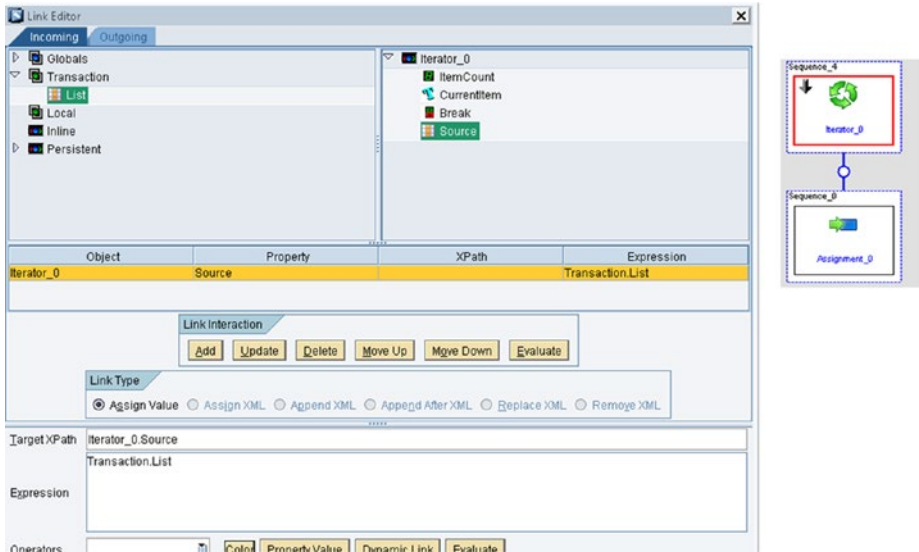 Link Editor
Incoming Outgoing
Globals
Transaction
List
Local
Inline
Persistent
Iterator_0
ItemCount
CurrentItem
Break
Source
Object Property XPath Expression
Iterator_0 Source Transaction.List
Link Interaction
Add Update Delete Move Up Move Down Evaluate
Link Type
Assign Value Assign XML Append XML Append After XML Replace XML Remove XML
Target XPath Iterator_0.Source
Expression Transaction.List
Operators Color Property Value Dynamic Link Evaluate
Sequence_4
Iterator_0
Sequence_0
Assignment_0